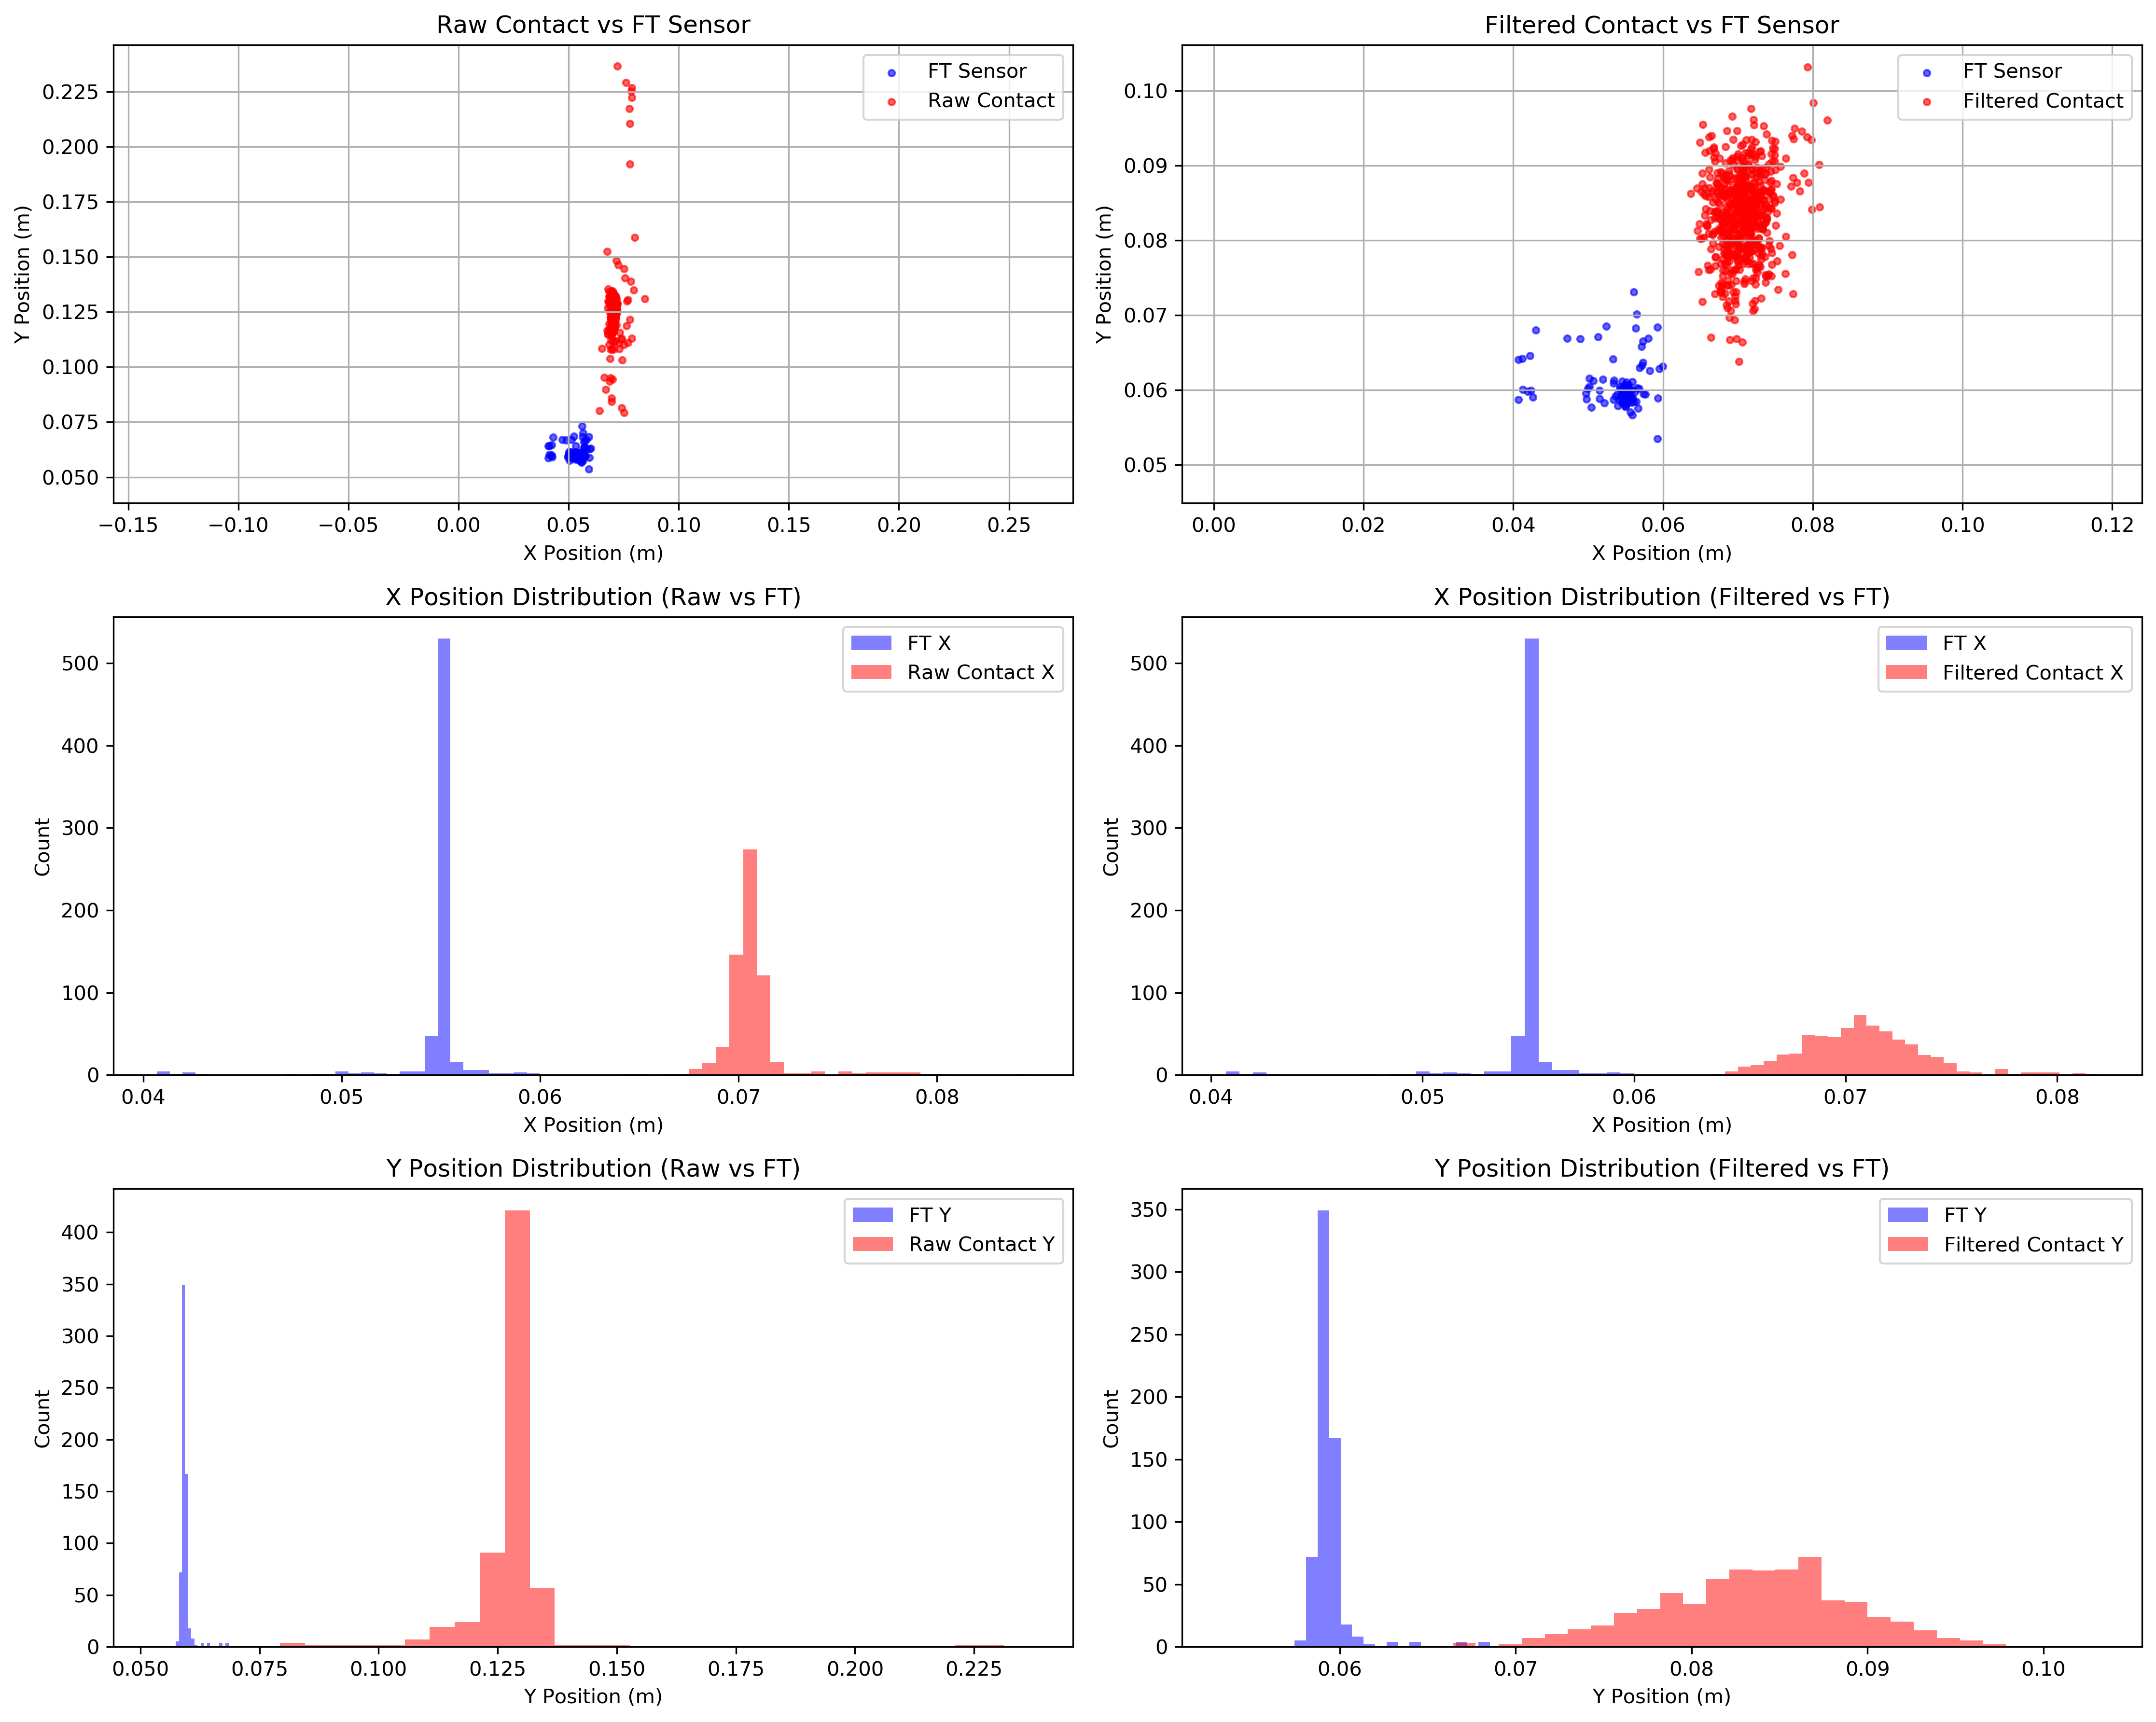 Raw Contact vs FT Sensor
FT Sensor
Raw Contact
Y Position (m)
0.225
0.200
0.175
0.150
0.125
0.100
0.075
0.050
−0.15 −0.10 −0.05 0.00 0.05 0.10 0.15 0.20 0.25
X Position (m)
Filtered Contact vs FT Sensor
FT Sensor
Filtered Contact
Y Position (m)
0.10
0.09
0.08
0.07
0.06
0.05
0.00 0.02 0.04 0.06 0.08 0.10 0.12
X Position (m)
X Position Distribution (Raw vs FT)
FT X
Raw Contact X
Count
500
400
300
200
100
0
0.04 0.05 0.06 0.07 0.08
X Position (m)
X Position Distribution (Filtered vs FT)
FT X
Filtered Contact X
Count
500
400
300
200
100
0
0.04 0.05 0.06 0.07 0.08
X Position (m)
Y Position Distribution (Raw vs FT)
FT Y
Raw Contact Y
Count
400
350
300
250
200
150
100
50
0
0.050 0.075 0.100 0.125 0.150 0.175 0.200 0.225
Y Position (m)
Y Position Distribution (Filtered vs FT)
FT Y
Filtered Contact Y
Count
350
300
250
200
150
100
50
0
0.06 0.07 0.08 0.09 0.10
Y Position (m)